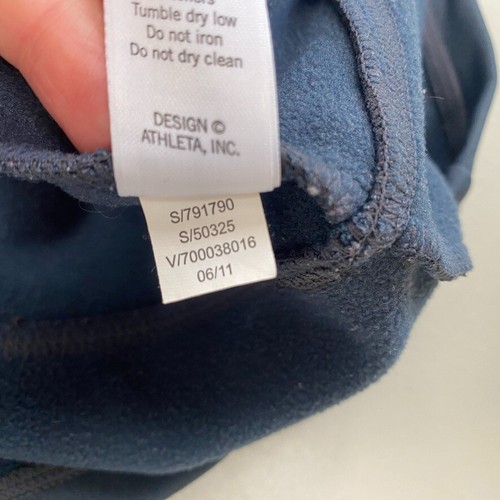 Tumble dry low
Do not iron
Do not dry clean
DESIGN ©
ATHLETA, INC.
S/791790
S/50325
V/700038016
06/11